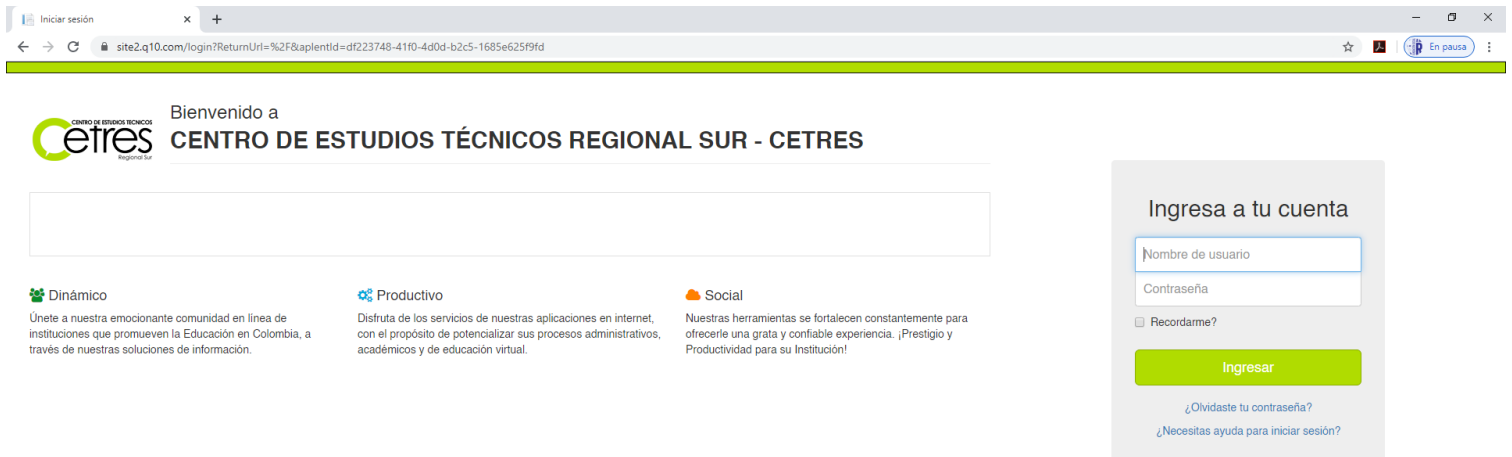 Iniciar sesión
site2.q10.com/login?ReturnUrl=%2F&aplentId=df223748-41f0-4d0d-b2c5-1685e625f9fd
En pausa
CENTRO DE ESTUDIOS TECNICOS
Cetres
Regional Sur
Bienvenido a
CENTRO DE ESTUDIOS TÉCNICOS REGIONAL SUR - CETRES
Dinámico
Únete a nuestra emocionante comunidad en línea de
instituciones que promueven la Educación en Colombia, a
través de nuestras soluciones de información.
Productivo
Disfruta de los servicios de nuestras aplicaciones en internet,
con el propósito de potencializar sus procesos administrativos,
académicos y de educación virtual.
Social
Nuestras herramientas se fortalecen constantemente para
ofrecerle una grata y confiable experiencia. ¡Prestigio y
Productividad para su Institución!
Ingresa a tu cuenta
Nombre de usuario
Contraseña
Recordarme?
Ingresar
¿Olvidaste tu contraseña?
¿Necesitas ayuda para iniciar sesión?